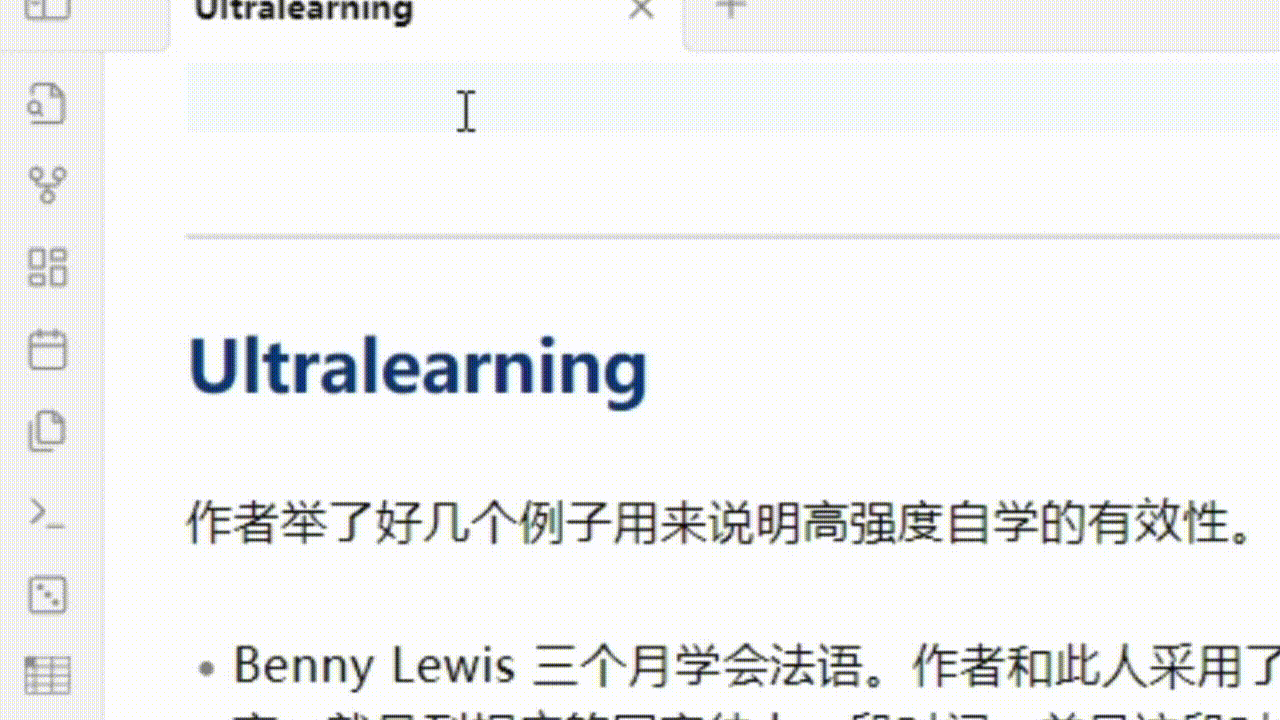 Ultralearning
Ultralearning
作者举了好几个例子用来说明高强度自学的有效性。
Benny Lewis 三个月学会法语。作者和此人采用了